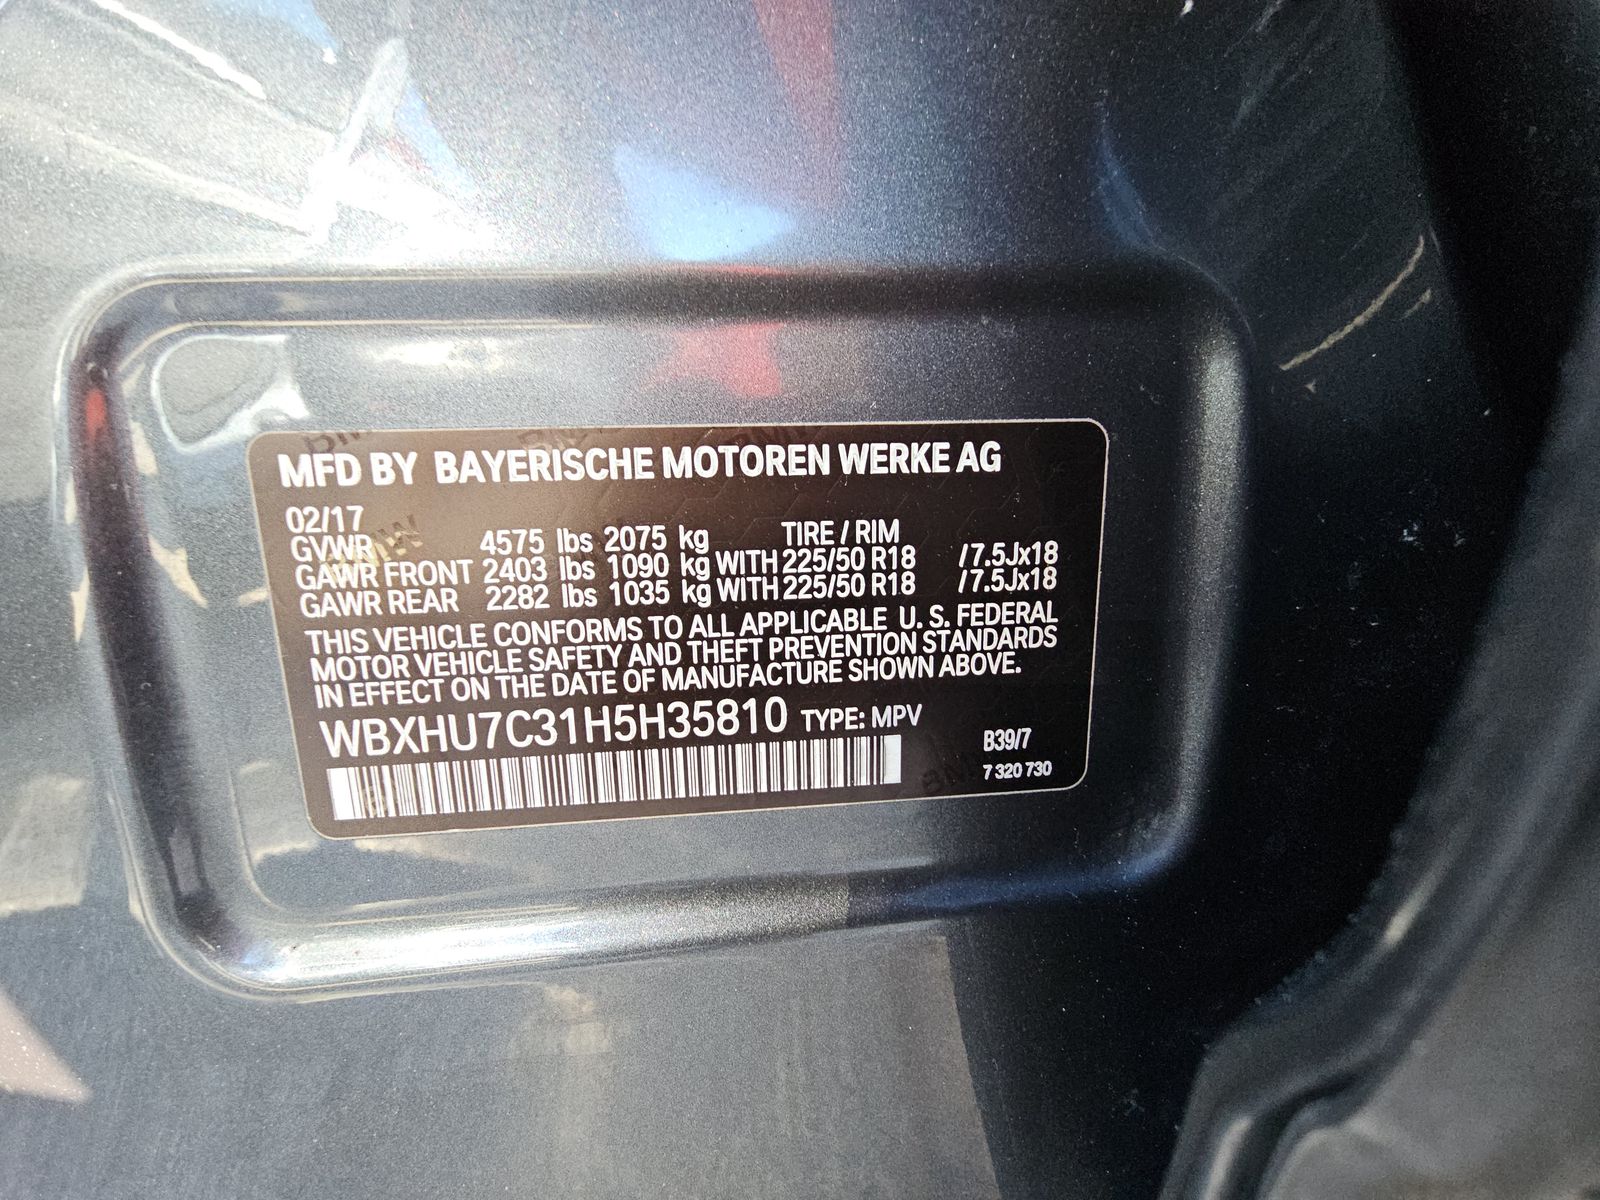 MFD BY BAYERISCHE MOTOREN WERKE AG
02/17
GVWR 4575 lbs 2075 kg TIRE / RIM
GAWR FRONT 2403 lbs 1090 kg WITH 225/50 R18 /7.5Jx18
GAWR REAR 2282 lbs 1035 kg WITH 225/50 R18 /7.5Jx18
THIS VEHICLE CONFORMS TO ALL APPLICABLE U. S. FEDERAL
MOTOR VEHICLE SAFETY AND THEFT PREVENTION STANDARDS
IN EFFECT ON THE DATE OF MANUFACTURE SHOWN ABOVE.
WBXHU7C31H5H35810 TYPE: MPV
B39/7
7 320 730